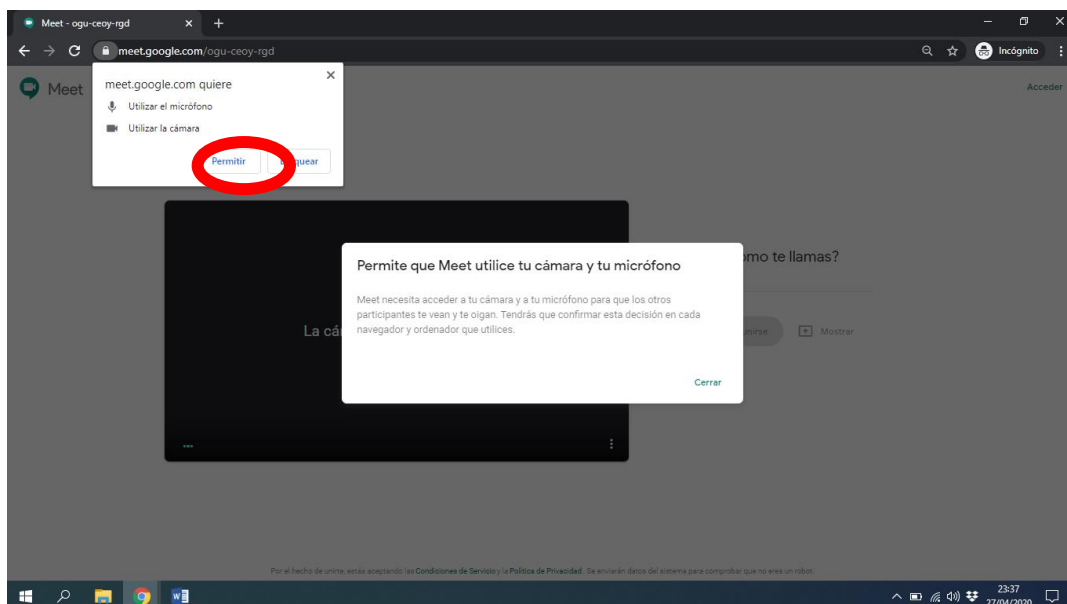 Meet - ogu-ceoy-rgd
meet.google.com/ogu-ceoy-rgd
Incógnito
Meet
Acceder
meet.google.com quiere
Utilizar el micrófono
Utilizar la cámara
Permitir
Permite que Meet utilice tu cámara y tu micrófono
Meet necesita acceder a tu cámara y a tu micrófono para que los otros
participantes te vean y te oigan. Tendrás que confirmar esta decisión en cada
navegador y ordenador que utilices.
Cerrar
te llamas?
La
Mostrar
Por el hecho de unirte, estás aceptando las Condiciones de Servicio y la Política de Privacidad. Se enviarán datos del sistema para comprobar que no eres un robot.
23:37
27/04/2020